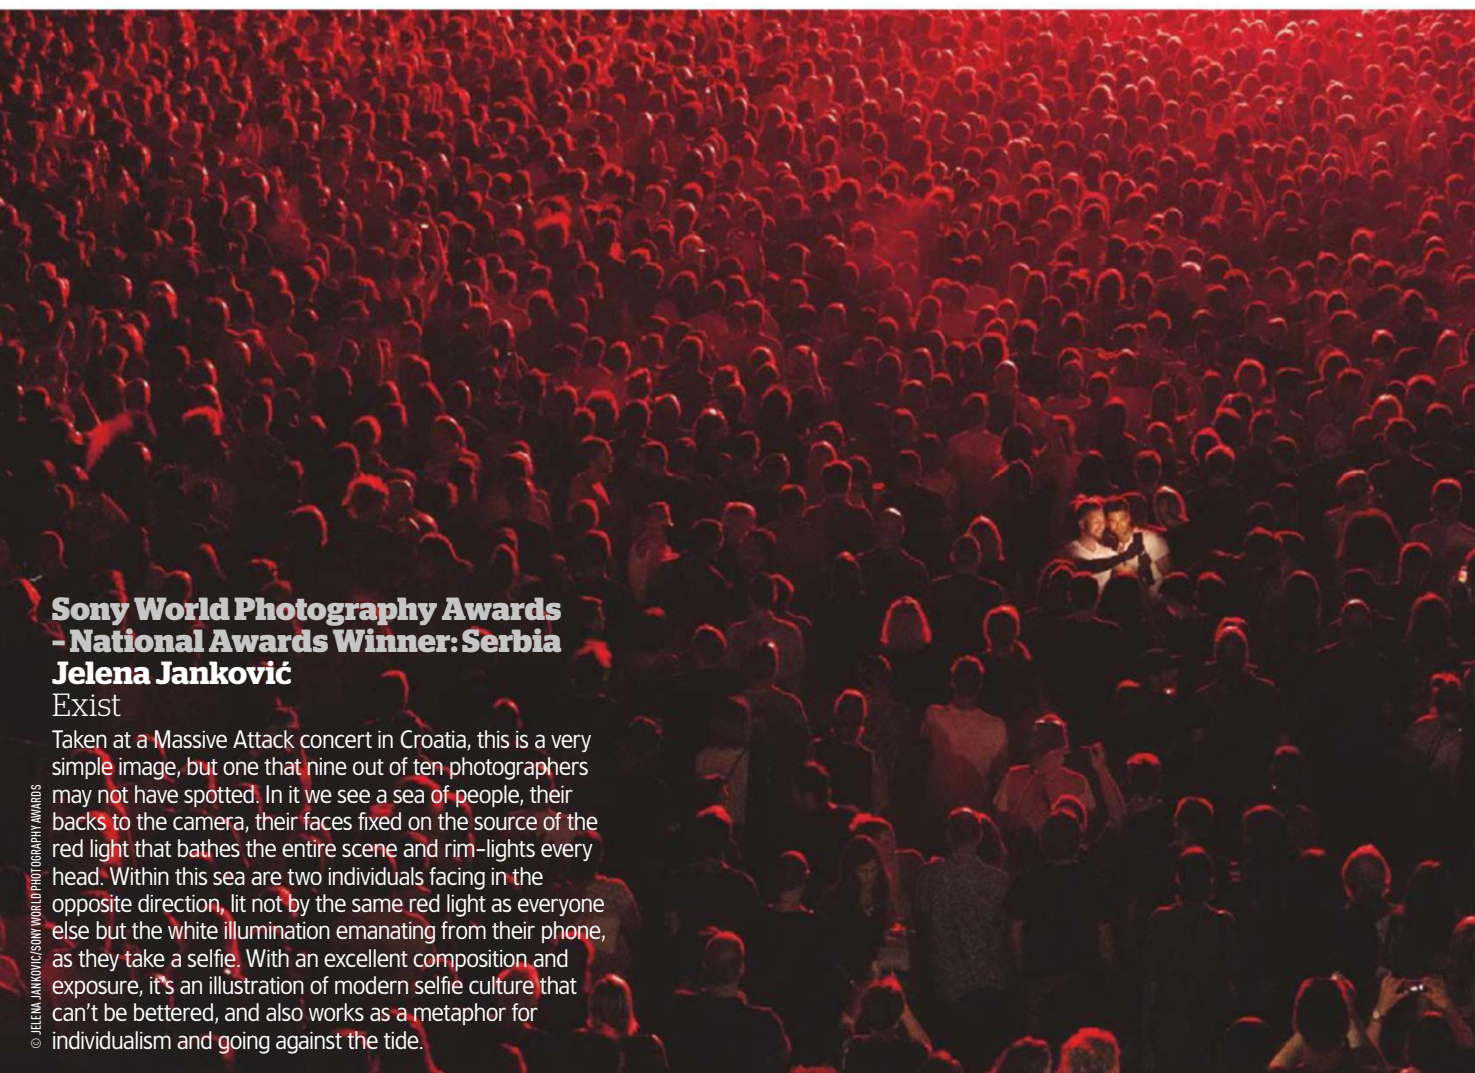 Sony World Photography Awards
– National Awards Winner: Serbia
Jelena Janković
Exist
Taken at a Massive Attack concert in Croatia, this is a very
simple image, but one that nine out of ten photographers
may not have spotted. In it we see a sea of people, their
backs to the camera, their faces fixed on the source of the
red light that bathes the entire scene and rim-lights every
head. Within this sea are two individuals facing in the
opposite direction, lit not by the same red light as everyone
else but the white illumination emanating from their phone,
as they take a selfie. With an excellent composition and
exposure, it's an illustration of modern selfie culture that
can't be bettered, and also works as a metaphor for
individualism and going against the tide.
© JELENA JANKOVIC/SONY WORLD PHOTOGRAPHY AWARDS